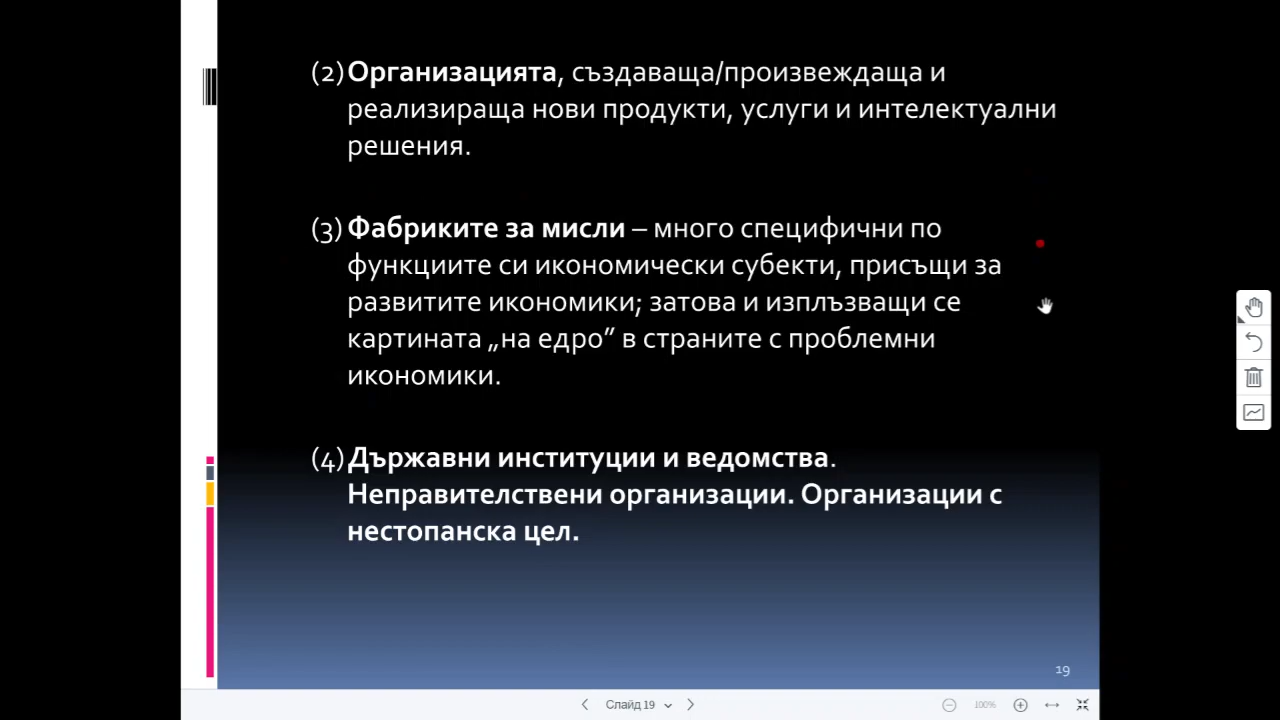 (2) Организацията, създаваща/произвеждаща и
реализираща нови продукти, услуги и интелектуални
решения.
(3) Фабриките за мисли – много специфични по
функциите си икономически субекти, присъщи за
развитите икономики; затова и изплъзващи се
картината „на едро” в страните с проблемни
икономики.
(4) Държавни институции и ведомства.
Неправителствени организации. Организации с
нестопанска цел.
19
Слайд 19
100%